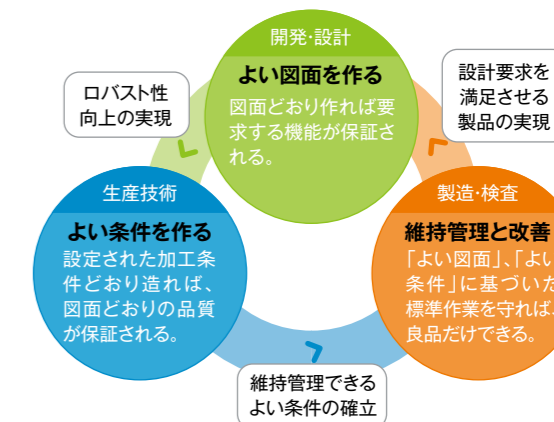 開発・設計
よい図面を作る
図面どおり作れば要
求する機能が保証さ
れる。
ロバスト性
向上の実現
設計要求を
満足させる
製品の実現
生産技術
よい条件を作る
設定された加工条
件どおり造れば、
図面どおりの品質
が保証される。
製造・検査
維持管理と改善
「よい図面」、「よい
条件」に基づいた
標準作業を守れば、
良品だけできる。
維持管理できる
よい条件の確立